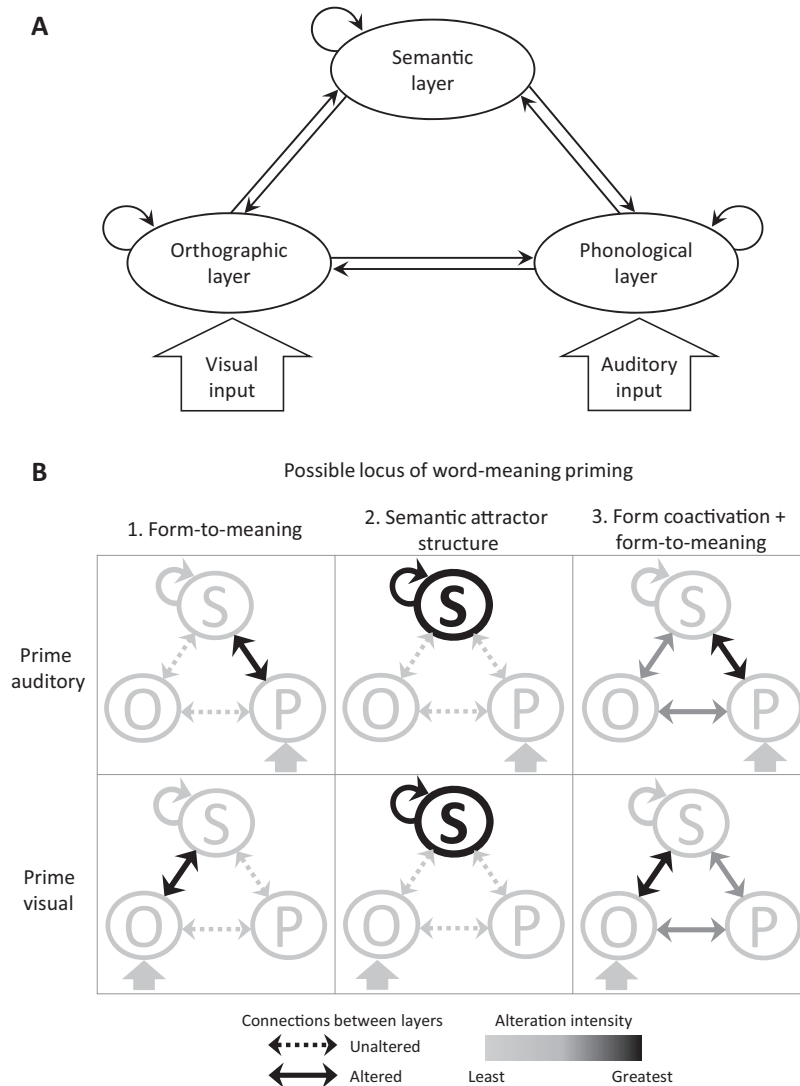 A
Semantic
layer
Orthographic
layer
Phonological
layer
Visual
input
Auditory
input
B
Possible locus of word-meaning priming
1. Form-to-meaning
2. Semantic attractor
structure
3. Form coactivation +
form-to-meaning
Prime
auditory
S
O
P
S
O
P
S
O
P
Prime
visual
S
O
P
S
O
P
S
O
P
Connections between layers
Unaltered
Altered
Alteration intensity
Least
Greatest